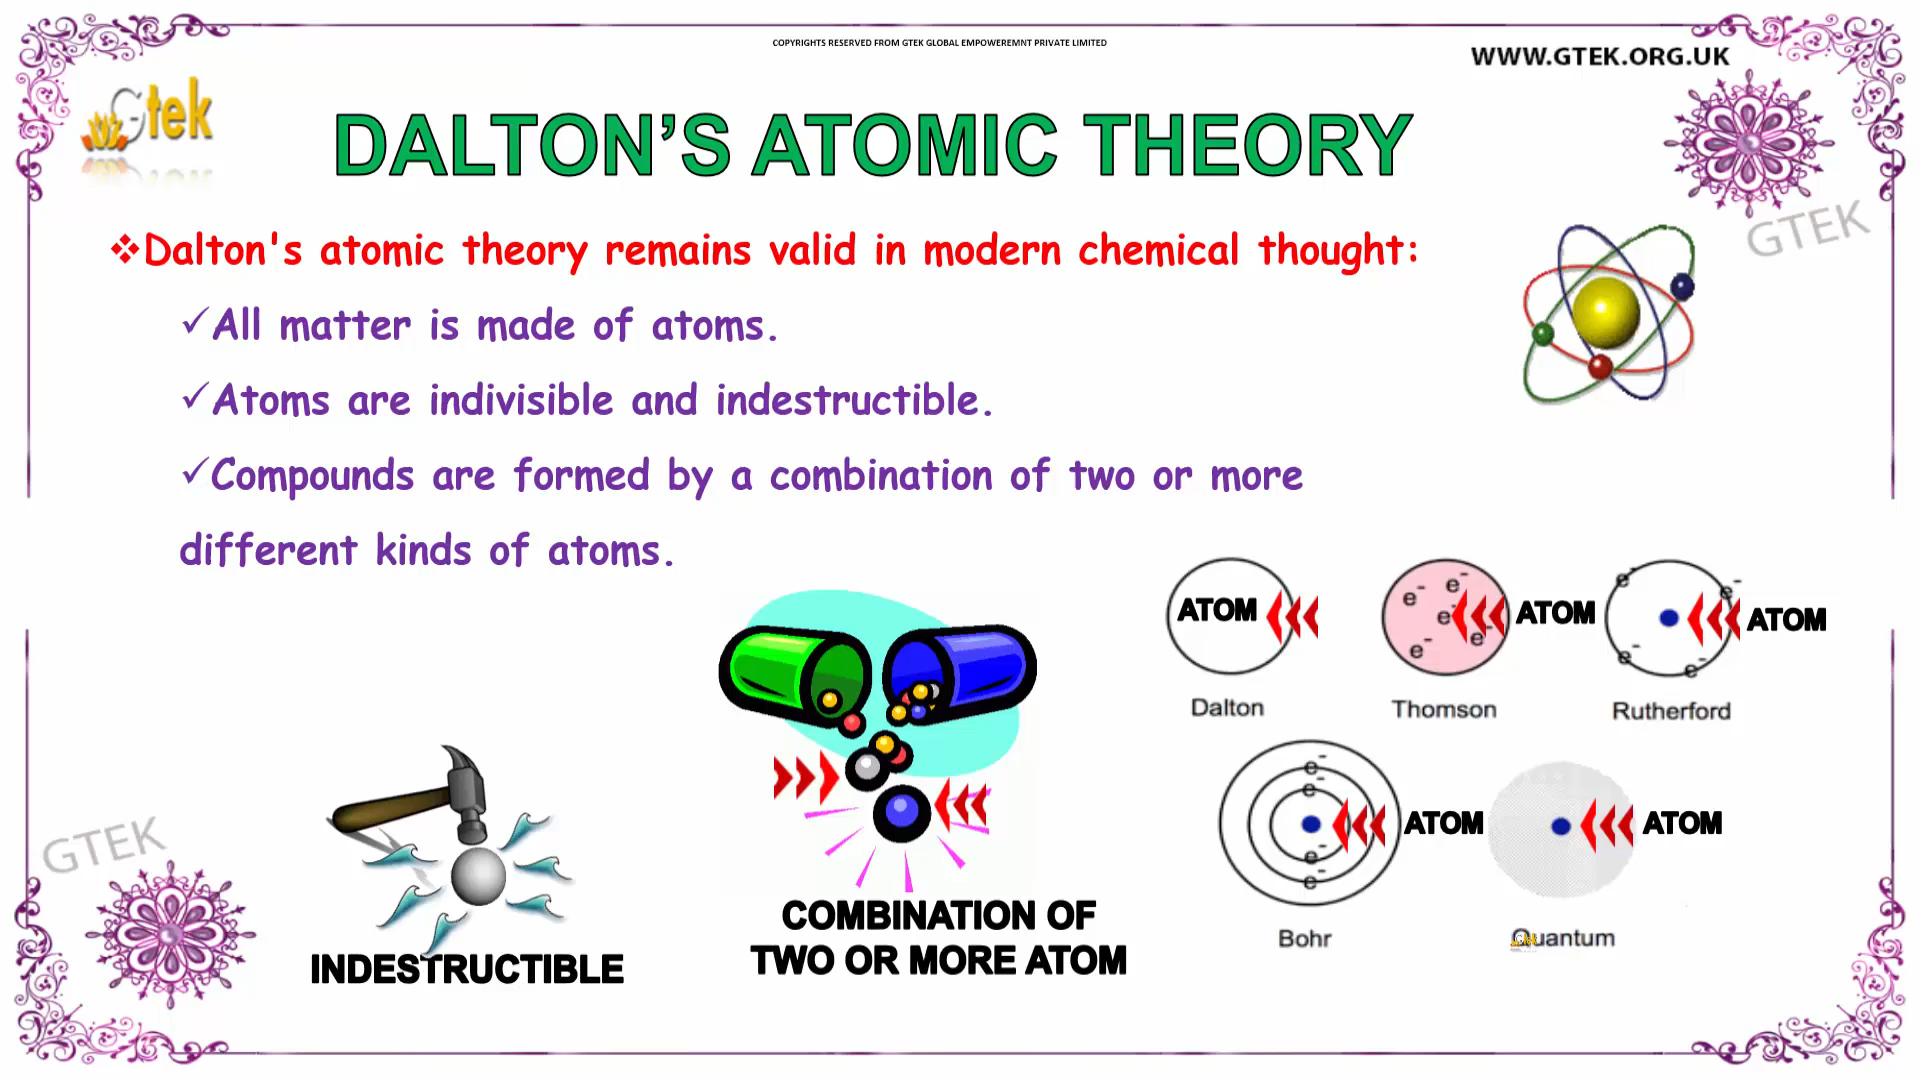 COPYRIGHTS RESERVED FROM GTEK GLOBAL EMPOWEREMNT PRIVATE LIMITED
WWW.GTEK.ORG.UK
Gtek
DALTON'S ATOMIC THEORY
GTEK
❖Dalton's atomic theory remains valid in modern chemical thought:
✓All matter is made of atoms.
✓Atoms are indivisible and indestructible.
✓Compounds are formed by a combination of two or more
different kinds of atoms.
ATOM
e⁻ e⁻ e⁻ e⁻ e⁻
ATOM
e⁻ e⁻ e⁻ e⁻
ATOM
Dalton
Thomson
Rutherford
e⁻
e⁻
e⁻
e⁻
ATOM
ATOM
Bohr
Quantum
GTEK
INDESTRUCTIBLE
COMBINATION OF
TWO OR MORE ATOM